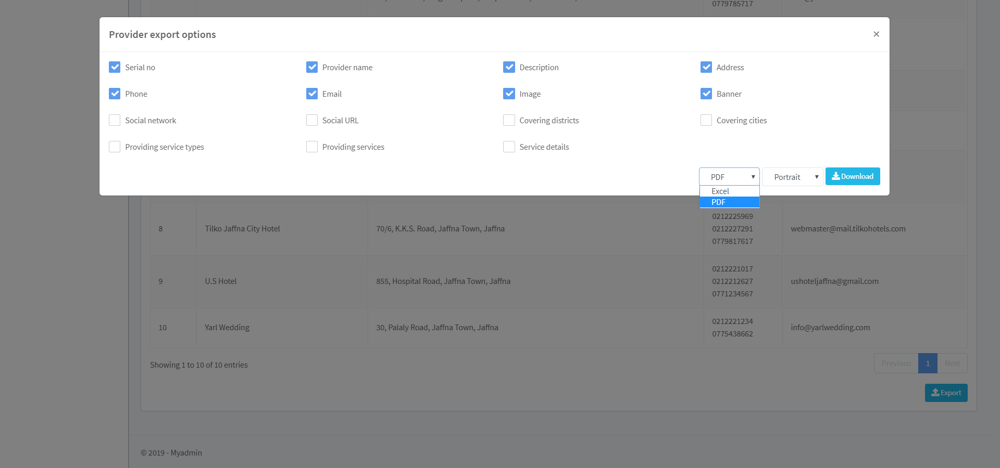 0779785717
Provider export options
×
Serial no Provider name Description Address
Phone Email Image Banner
Social network Social URL Covering districts Covering cities
Providing service types Providing services Service details
PDF Portrait Download
Excel
PDF
0212225969
8 Tilko Jaffna City Hotel 70/6, K.K.S. Road, Jaffna Town, Jaffna 0212227291 webmaster@mail.tilkohotels.com
0779817617
0212221017
9 U.S Hotel 855, Hospital Road, Jaffna Town, Jaffna 0212212627 ushoteljaffna@gmail.com
0771234567
0212221234
10 Yarl Wedding 30, Palaly Road, Jaffna Town, Jaffna info@yarlwedding.com
0775438662
Showing 1 to 10 of 10 entries Previous 1 Next
Export
© 2019 - Myadmin